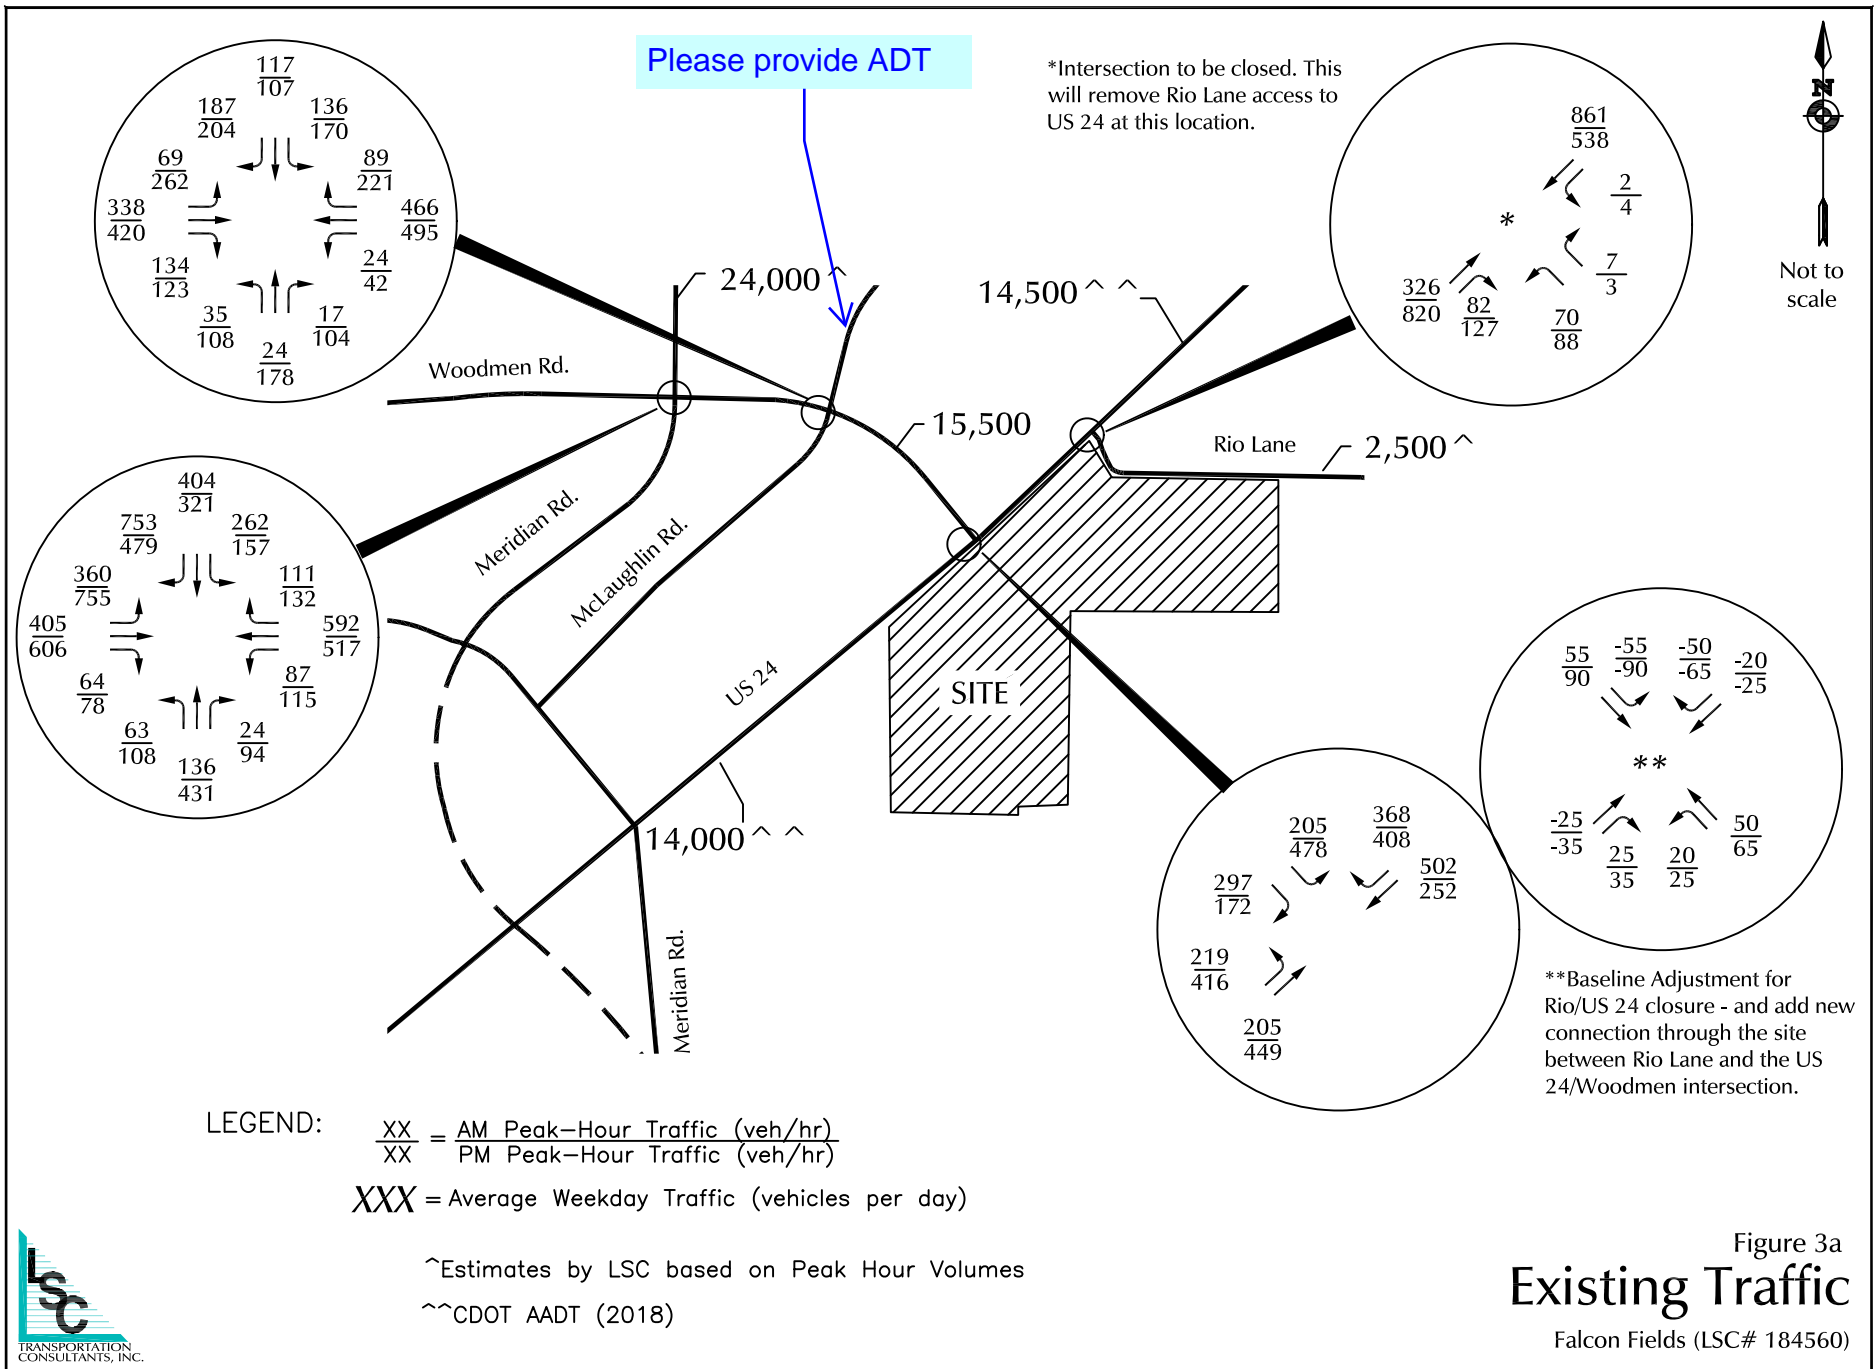 Please provide ADT
*Intersection to be closed. This
will remove Rio Lane access to
US 24 at this location.
N
Not to
scale
117
107
187
204
136
170
69
262
89
221
338
420
466
495
134
123
24
42
35
108
17
104
24
178
861
538
2
4
*
7
3
326
820
82
127
70
88
24,000 ^
14,500 ^ ^
Woodmen Rd.
15,500
Rio Lane
2,500 ^
404
321
753
479
262
157
360
755
111
132
405
606
592
517
64
78
87
115
63
108
24
94
136
431
Meridian Rd.
McLaughlin Rd.
US 24
SITE
14,000 ^ ^
Meridian Rd.
55
90
-55
-90
-50
-65
-20
-25
**
-25
-35
25
35
20
25
50
65
205
478
368
408
297
172
502
252
219
416
205
449
**Baseline Adjustment for
Rio/US 24 closure - and add new
connection through the site
between Rio Lane and the US
24/Woodmen intersection.
LEGEND:
XX = AM Peak-Hour Traffic (veh/hr)
XX PM Peak-Hour Traffic (veh/hr)
XXX = Average Weekday Traffic (vehicles per day)
^Estimates by LSC based on Peak Hour Volumes
^^CDOT AADT (2018)
LSC
TRANSPORTATION
CONSULTANTS, INC.
Figure 3a
Existing Traffic
Falcon Fields (LSC# 184560)